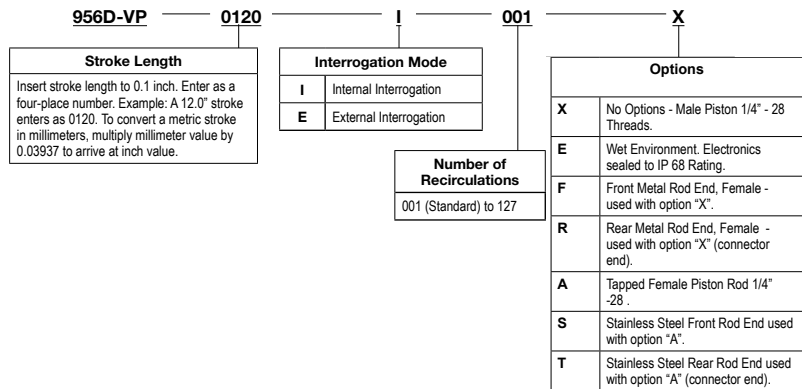 956D-VP 0120 I 001 X
Stroke Length
Insert stroke length to 0.1 inch. Enter as a
four-place number. Example: A 12.0” stroke
enters as 0120. To convert a metric stroke
in millimeters, multiply millimeter value by
0.03937 to arrive at inch value.
Interrogation Mode
I Internal Interrogation
E External Interrogation
Number of
Recirculations
001 (Standard) to 127
Options
X No Options - Male Piston 1/4” - 28
Threads.
E Wet Environment. Electronics
sealed to IP 68 Rating.
F Front Metal Rod End, Female -
used with option “X”.
R Rear Metal Rod End, Female -
used with option “X” (connector
end).
A Tapped Female Piston Rod 1/4”
-28 .
S Stainless Steel Front Rod End used
with option “A”.
T Stainless Steel Rear Rod End used
with option “A” (connector end).